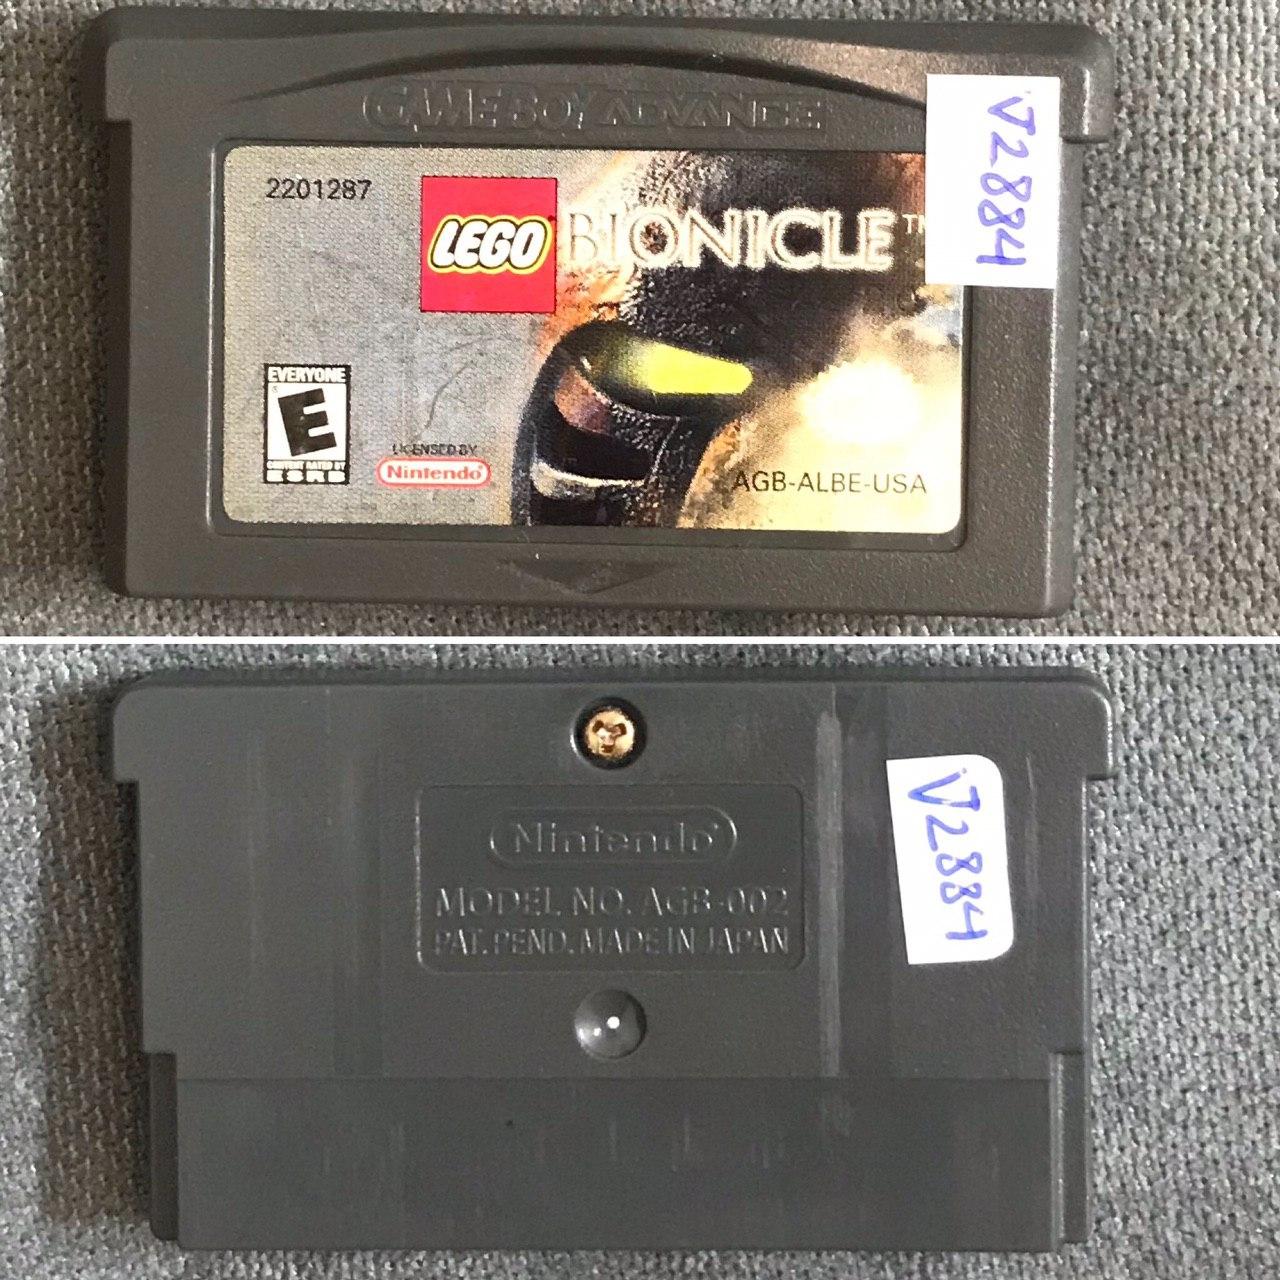 GAME BOY ADVANCE
2201287
LEGO BIONICLE™
V2884
EVERYONE
E
CONTENT RATED BY
ESRB
LICENSED BY
Nintendo®
AGB-ALBE-USA
Nintendo®
MODEL NO. AGB-002
PAT. PEND. MADE IN JAPAN
V2884